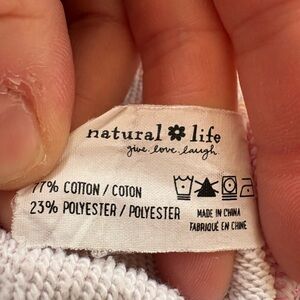 natural life
give.love.laugh.
77% COTTON / COTON
23% POLYESTER / POLYESTER
MADE IN CHINA
FABRIQUÉ EN CHINE